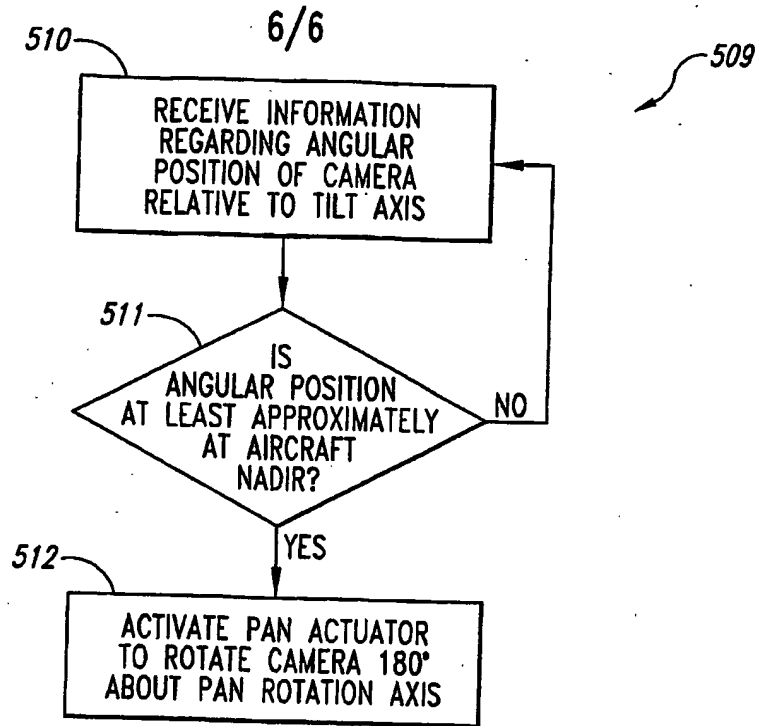 6/6
510
509
RECEIVE INFORMATION
REGARDING ANGULAR
POSITION OF CAMERA
RELATIVE TO TILT AXIS
511
IS
ANGULAR POSITION
AT LEAST APPROXIMATELY
AT AIRCRAFT
NADIR?
NO
YES
512
ACTIVATE PAN ACTUATOR
TO ROTATE CAMERA 180°
ABOUT PAN ROTATION AXIS